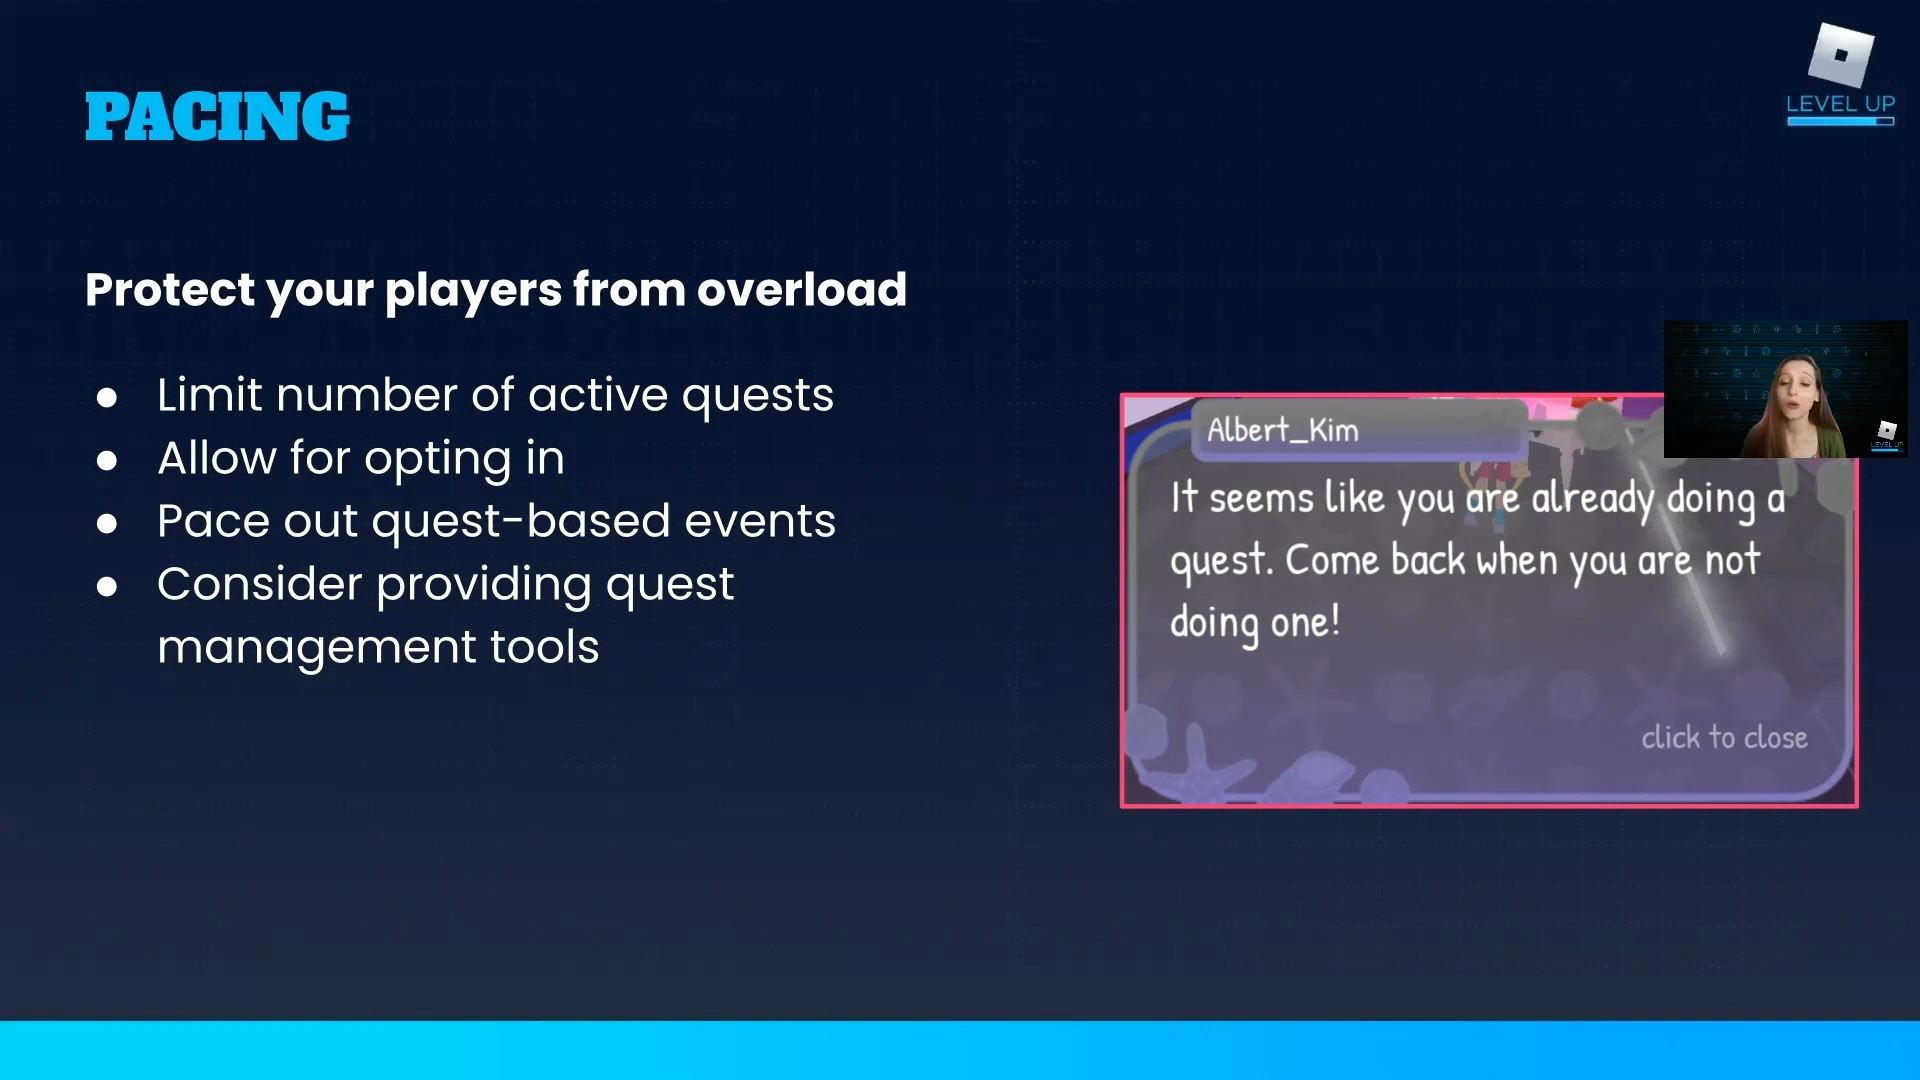 PACING
LEVEL UP
Protect your players from overload
● Limit number of active quests
● Allow for opting in
● Pace out quest-based events
● Consider providing quest
management tools
Albert_Kim
It seems like you are already doing a
quest. Come back when you are not
doing one!
click to close
LEVEL UP